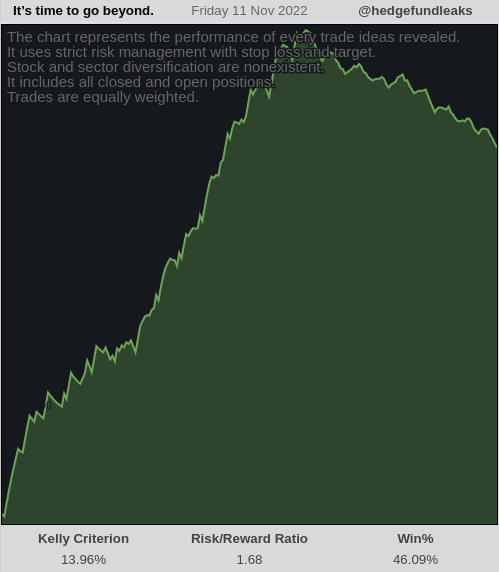 It's time to go beyond. Friday 11 Nov 2022 @hedgefundleaks
The chart represents the performance of every trade ideas revealed.
It uses strict risk management with stop loss and target.
Stock and sector diversification are nonexistent.
It includes all closed and open positions.
Trades are equally weighted.
Kelly Criterion Risk/Reward Ratio Win%
13.96% 1.68 46.09%